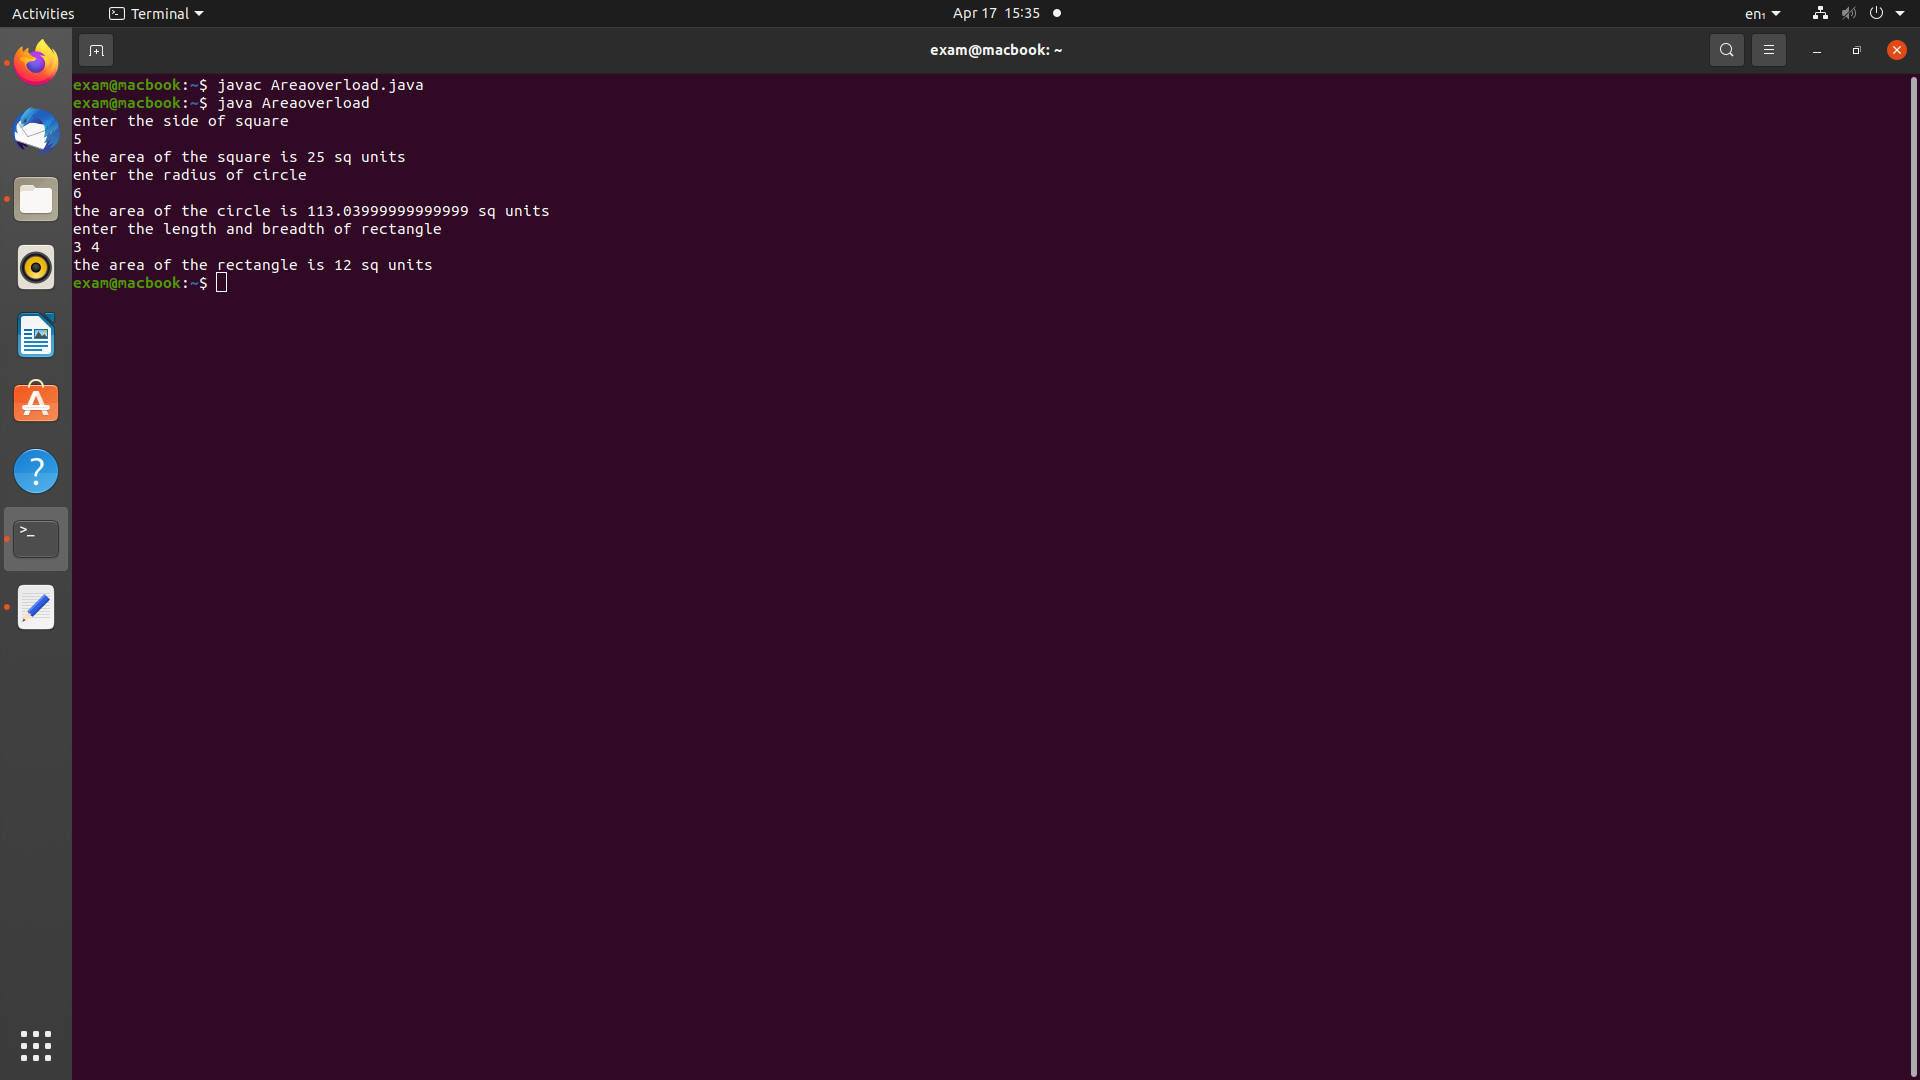 Activities Terminal Apr 17 15:35 en₁
exam@macbook: ~
exam@macbook:~$ javac Areaoverload.java
exam@macbook:~$ java Areaoverload
enter the side of square
5
the area of the square is 25 sq units
enter the radius of circle
6
the area of the circle is 113.03999999999999 sq units
enter the length and breadth of rectangle
3 4
the area of the rectangle is 12 sq units
exam@macbook:~$